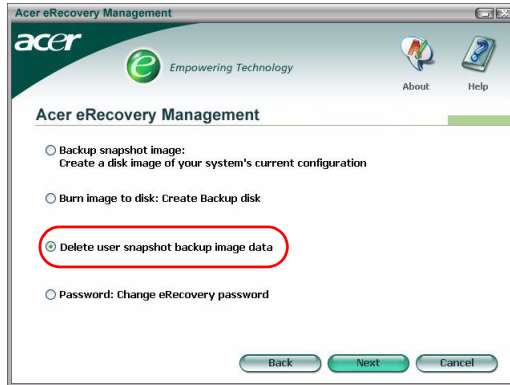 Acer eRecovery Management
acer
e
Empowering Technology
About
Help
Acer eRecovery Management
Backup snapshot image:
Create a disk image of your system's current configuration
Burn image to disk: Create Backup disk
Delete user snapshot backup image data
Password: Change eRecovery password
Back
Next
Cancel